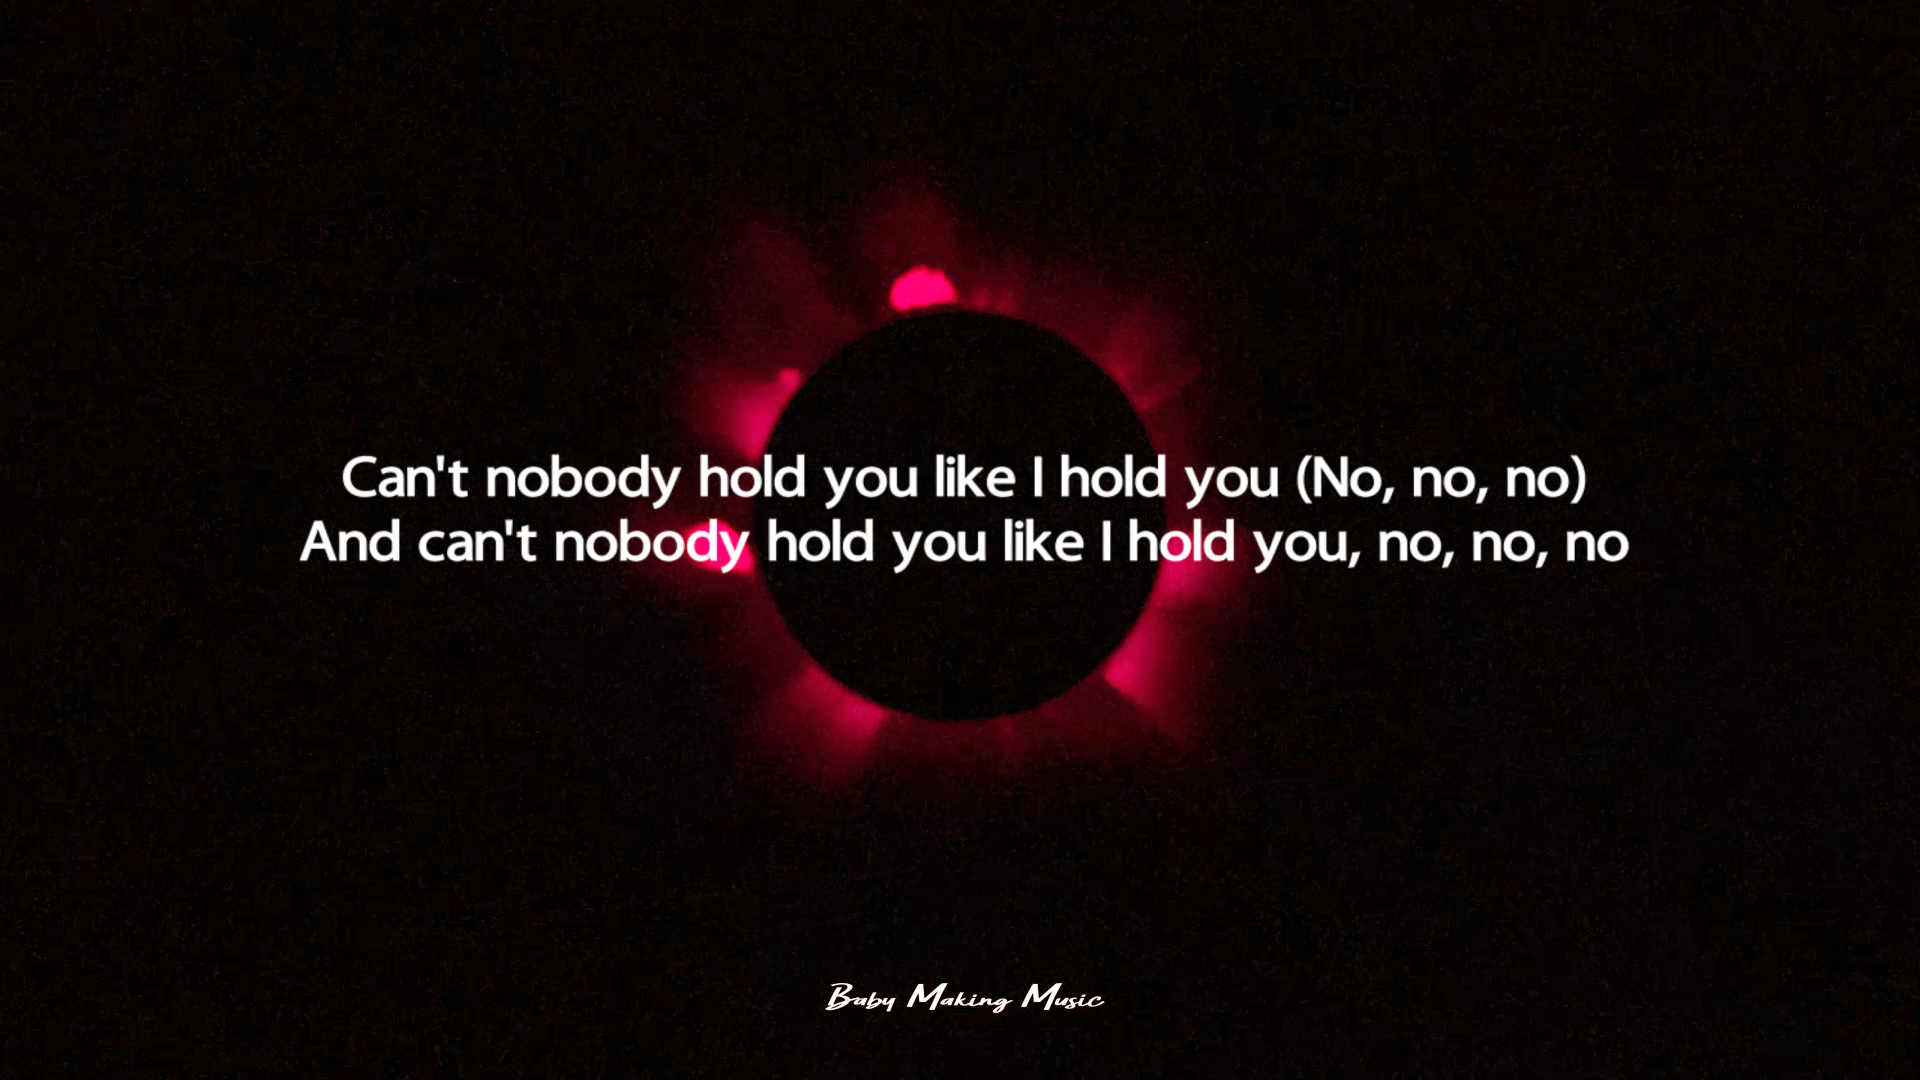 Can't nobody hold you like I hold you (No, no, no)
And can't nobody hold you like I hold you, no, no, no
Baby Making Music